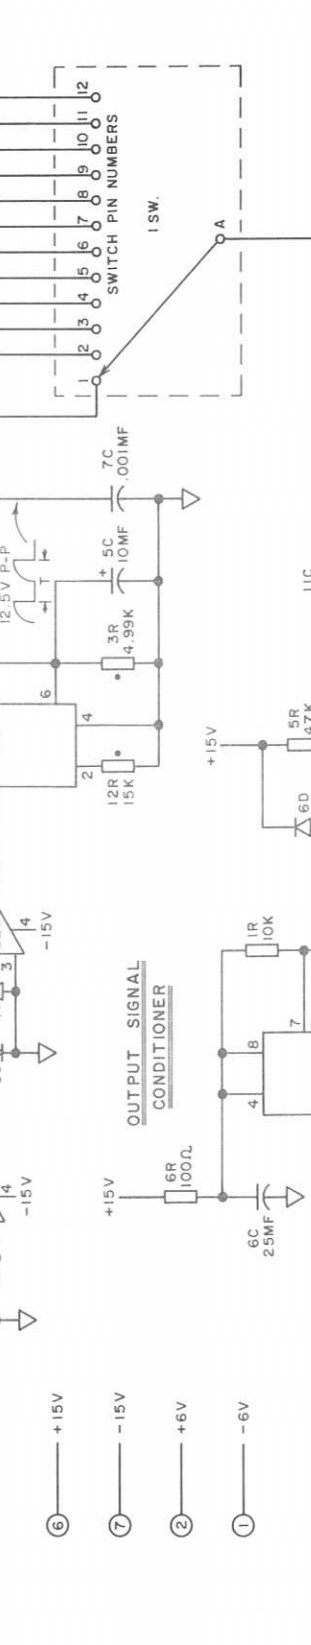 6 +15V
7 -15V
2 +6V
1 -6V
4
-15V
3
4
-15V
OUTPUT SIGNAL
CONDITIONER
+15V
6R
100Ω
6C
25MF
4
8
7
1R
10K
2
4
6
12R
15K
3R
4.99K
+
5C
10MF
7C
.001MF
12.5V P-P
T
+15V
5R
6D
1
2
3
4
5
6
7
8
9
10
11
12
SWITCH PIN NUMBERS
1 SW.
A